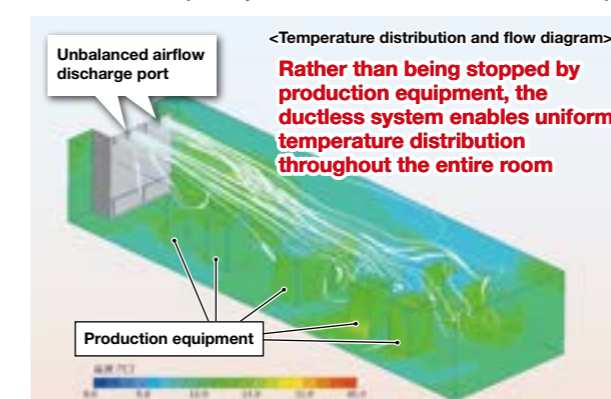 <Temperature distribution and flow diagram>
Unbalanced airflow
discharge port
Rather than being stopped by
production equipment, the
ductless system enables uniform
temperature distribution
throughout the entire room
Production equipment